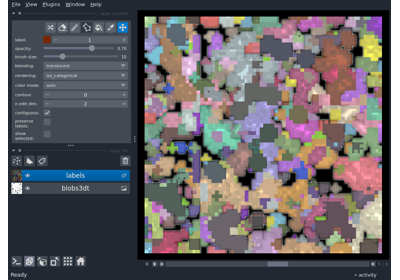 File View Plugins Window Help
label: 1
opacity: 0.70
brush size: 10
blending: translucent
rendering: iso_categorical
color mode: auto
contour: 0
n edit dim: 2
contiguous:
preserve
labels:
show
selected:
labels
blobs3dt
Ready
activity